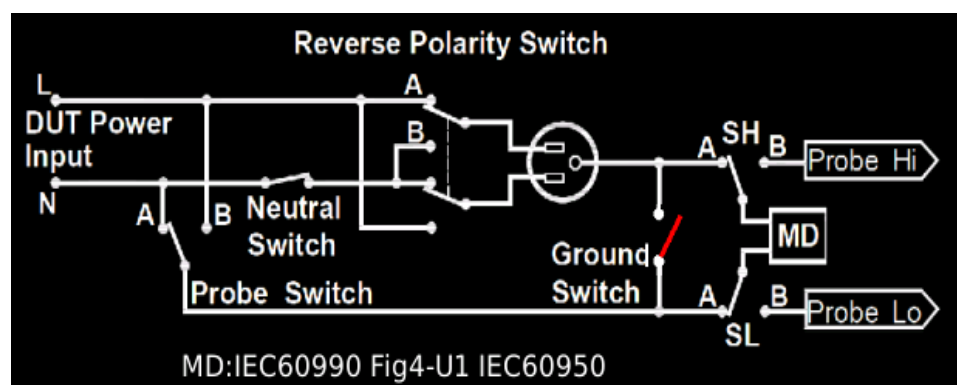 Reverse Polarity Switch
L
A
DUT Power
Input
B
N
A
B
Neutral
Switch
Probe Switch
Ground
Switch
A
SH
B
Probe Hi
MD
A
SL
B
Probe Lo
MD:IEC60990 Fig4-U1 IEC60950